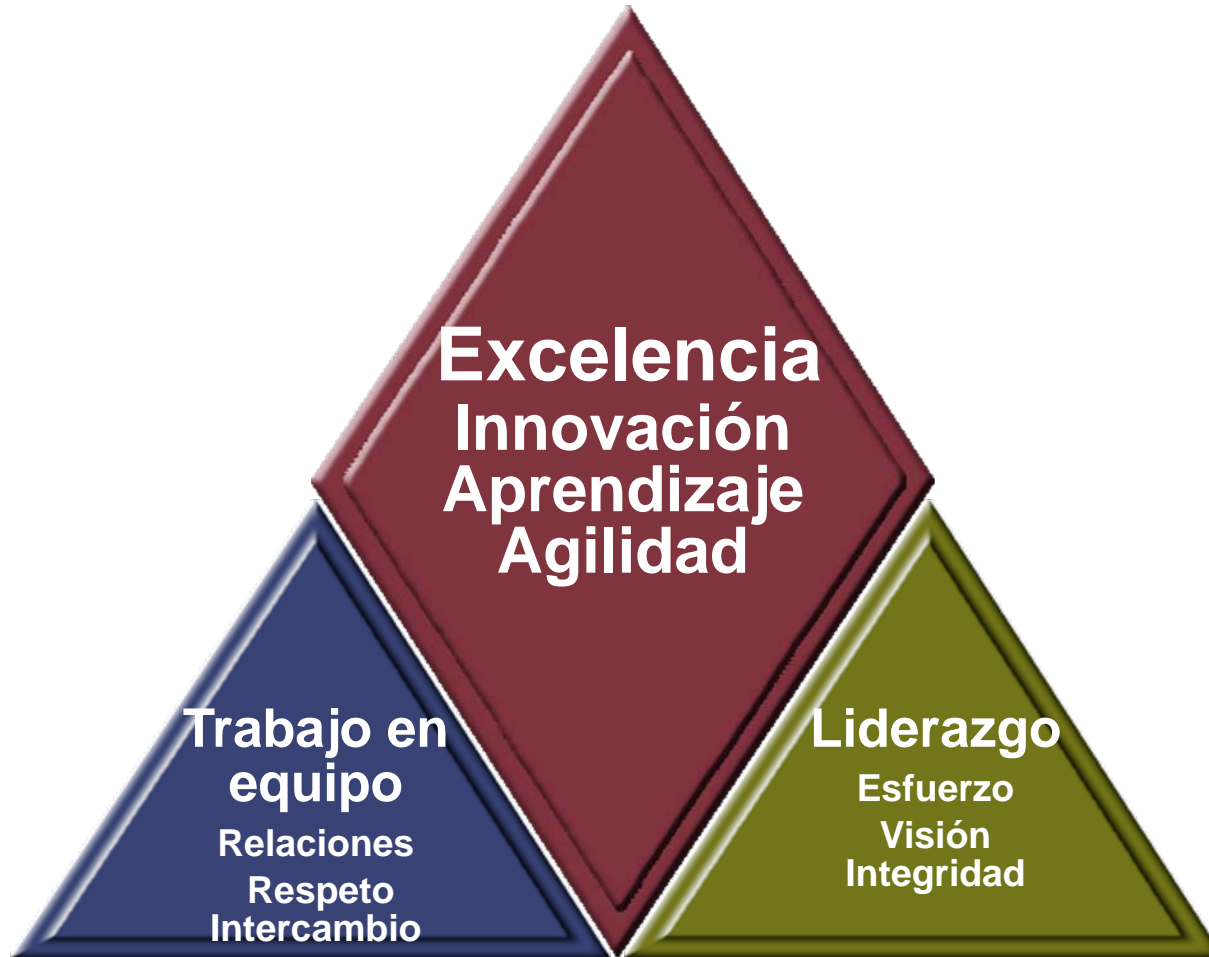 Excelencia
Innovación
Aprendizaje
Agilidad
Trabajo en
equipo
Relaciones
Respeto
Intercambio
Liderazgo
Esfuerzo
Visión
Integridad